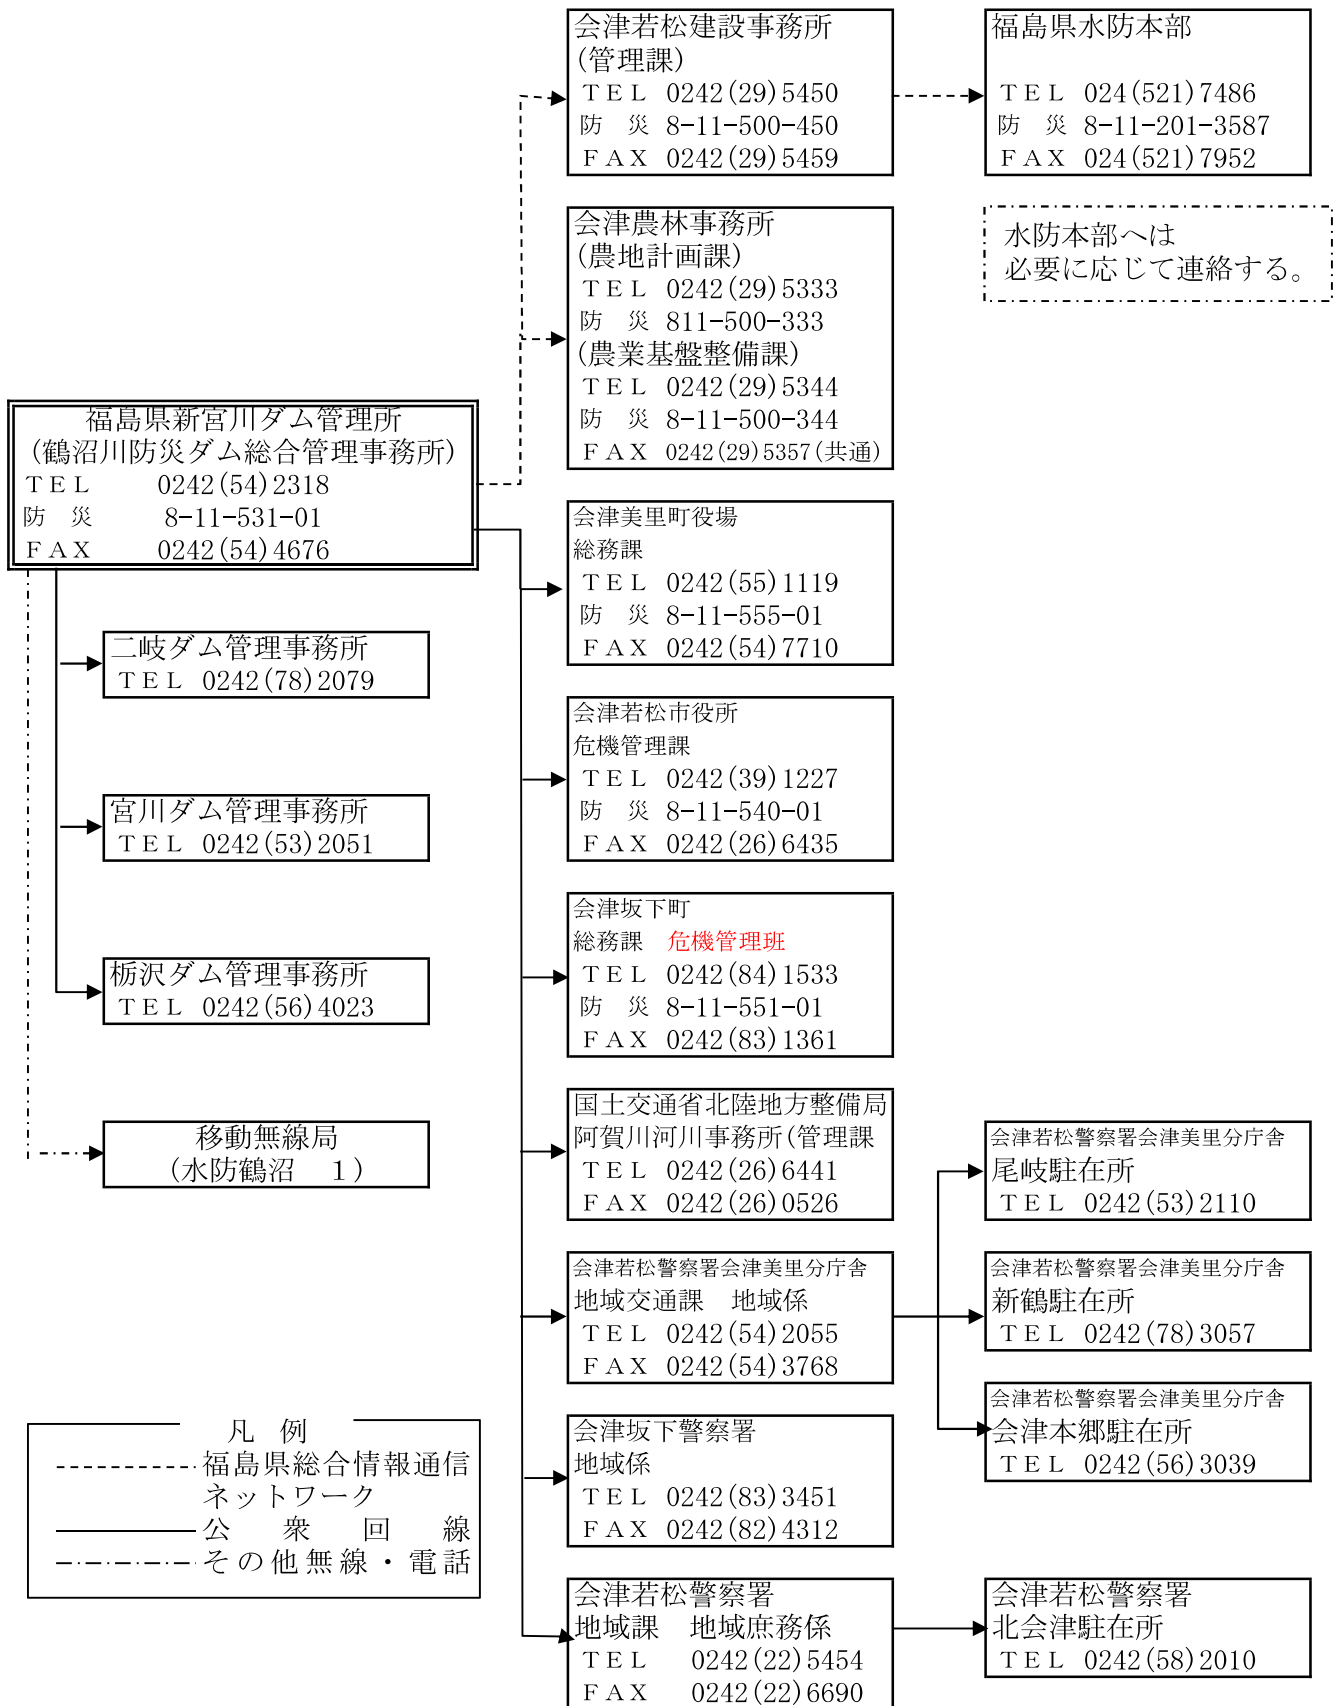 会津若松建設事務所
(管理課)
TEL 0242(29)5450
防 災 8-11-500-450
FAX 0242(29)5459
福島県水防本部
TEL 024(521)7486
防 災 8-11-201-3587
FAX 024(521)7952
会津農林事務所
(農地計画課)
TEL 0242(29)5333
防 災 811-500-333
(農業基盤整備課)
TEL 0242(29)5344
防 災 8-11-500-344
FAX 0242(29)5357(共通)
水防本部へは
必要に応じて連絡する。
福島県新宮川ダム管理所
(鶴沼川防災ダム総合管理事務所)
TEL 0242(54)2318
防 災 8-11-531-01
FAX 0242(54)4676
会津美里町役場
総務課
TEL 0242(55)1119
防 災 8-11-555-01
FAX 0242(54)7710
二岐ダム管理事務所
TEL 0242(78)2079
会津若松市役所
危機管理課
TEL 0242(39)1227
防 災 8-11-540-01
FAX 0242(26)6435
宮川ダム管理事務所
TEL 0242(53)2051
会津坂下町
総務課 危機管理班
TEL 0242(84)1533
防 災 8-11-551-01
FAX 0242(83)1361
栃沢ダム管理事務所
TEL 0242(56)4023
国土交通省北陸地方整備局
阿賀川河川事務所(管理課
TEL 0242(26)6441
FAX 0242(26)0526
移動無線局
(水防鶴沼 1)
会津若松警察署会津美里分庁舎
尾岐駐在所
TEL 0242(53)2110
会津若松警察署会津美里分庁舎
地域交通課 地域係
TEL 0242(54)2055
FAX 0242(54)3768
会津若松警察署会津美里分庁舎
新鶴駐在所
TEL 0242(78)3057
会津若松警察署会津美里分庁舎
会津本郷駐在所
TEL 0242(56)3039
会津坂下警察署
地域係
TEL 0242(83)3451
FAX 0242(82)4312
凡 例
福島県総合情報通信
ネットワーク
公 衆 回 線
その他無線・電話
会津若松警察署
地域課 地域庶務係
TEL 0242(22)5454
FAX 0242(22)6690
会津若松警察署
北会津駐在所
TEL 0242(58)2010